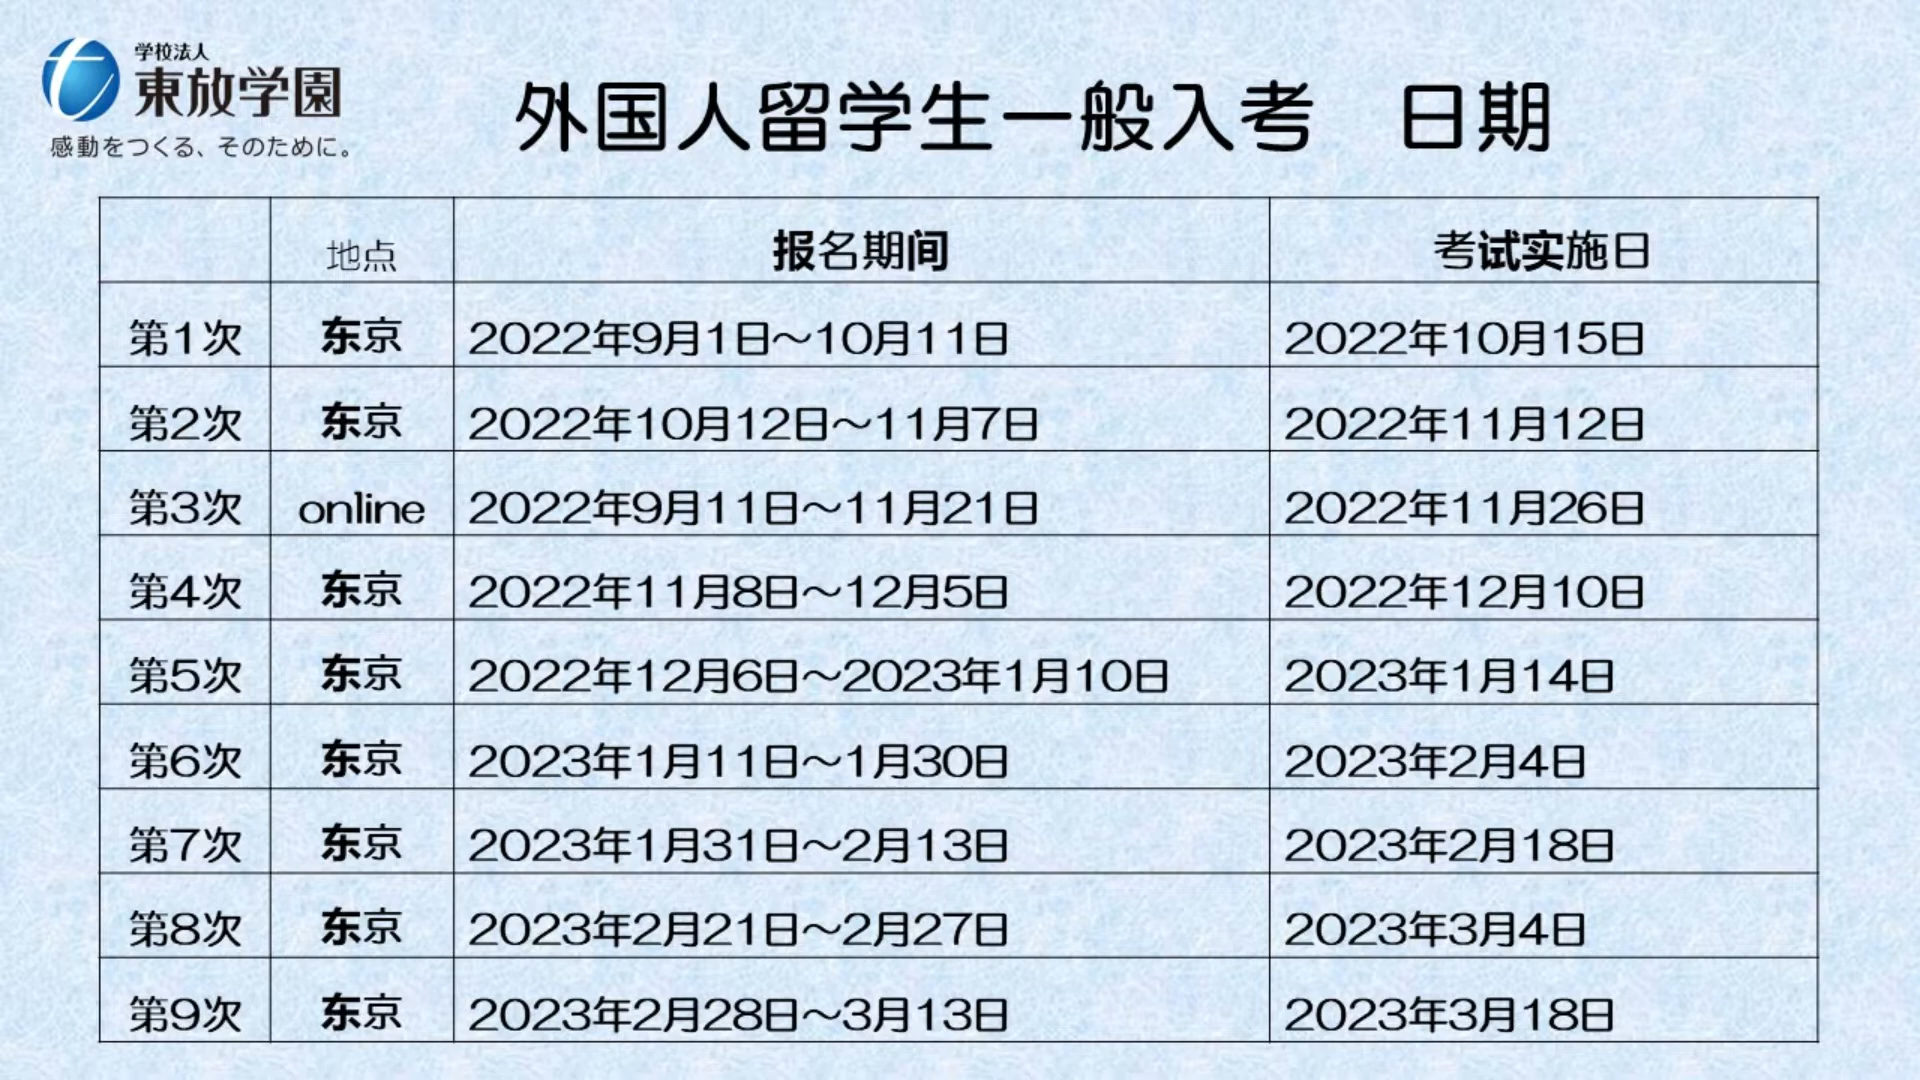 学校法人
東放学園
感動をつくる、そのために。
外国人留学生一般入考　日期
地点 报名期间 考试实施日
第1次 东京 2022年9月1日～10月11日 2022年10月15日
第2次 东京 2022年10月12日～11月7日 2022年11月12日
第3次 online 2022年9月11日～11月21日 2022年11月26日
第4次 东京 2022年11月8日～12月5日 2022年12月10日
第5次 东京 2022年12月6日～2023年1月10日 2023年1月14日
第6次 东京 2023年1月11日～1月30日 2023年2月4日
第7次 东京 2023年1月31日～2月13日 2023年2月18日
第8次 东京 2023年2月21日～2月27日 2023年3月4日
第9次 东京 2023年2月28日～3月13日 2023年3月18日